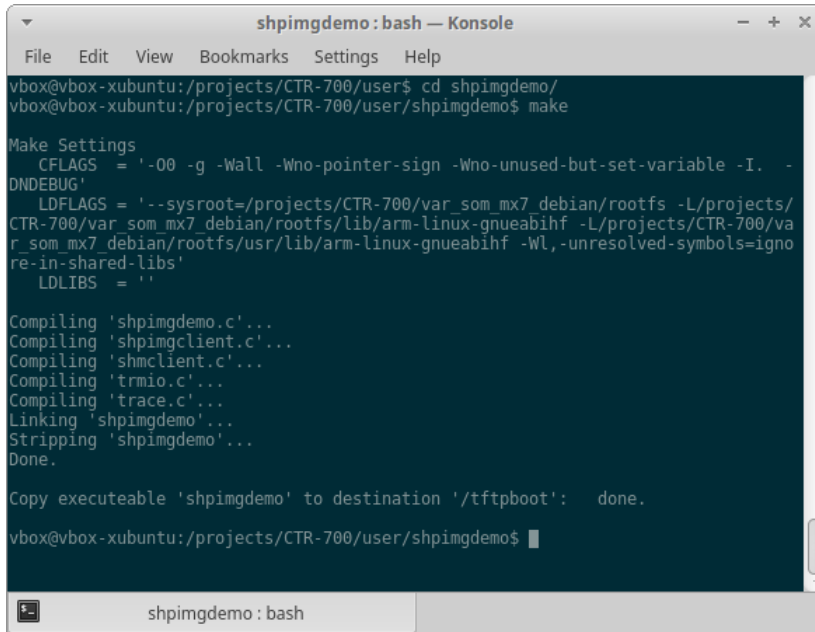 shpimgdemo : bash — Konsole
File Edit View Bookmarks Settings Help
vbox@vbox-xubuntu:/projects/CTR-700/user$ cd shpimgdemo/
vbox@vbox-xubuntu:/projects/CTR-700/user/shpimgdemo$ make
Make Settings
CFLAGS = '-O0 -g -Wall -Wno-pointer-sign -Wno-unused-but-set-variable -I. -
DNDEBUG'
LDFLAGS = '--sysroot=/projects/CTR-700/var_som_mx7_debian/rootfs -L/projects/
CTR-700/var_som_mx7_debian/rootfs/lib/arm-linux-gnueabihf -L/projects/CTR-700/va
r_som_mx7_debian/rootfs/usr/lib/arm-linux-gnueabihf -Wl,-unresolved-symbols=igno
re-in-shared-libs'
LDLIBS = ''
Compiling 'shpimgdemo.c'...
Compiling 'shpimgclient.c'...
Compiling 'shmclient.c'...
Compiling 'trmio.c'...
Compiling 'trace.c'...
Linking 'shpimgdemo'...
Stripping 'shpimgdemo'...
Done.
Copy executeable 'shpimgdemo' to destination '/tftpboot': done.
vbox@vbox-xubuntu:/projects/CTR-700/user/shpimgdemo$
shpimgdemo : bash